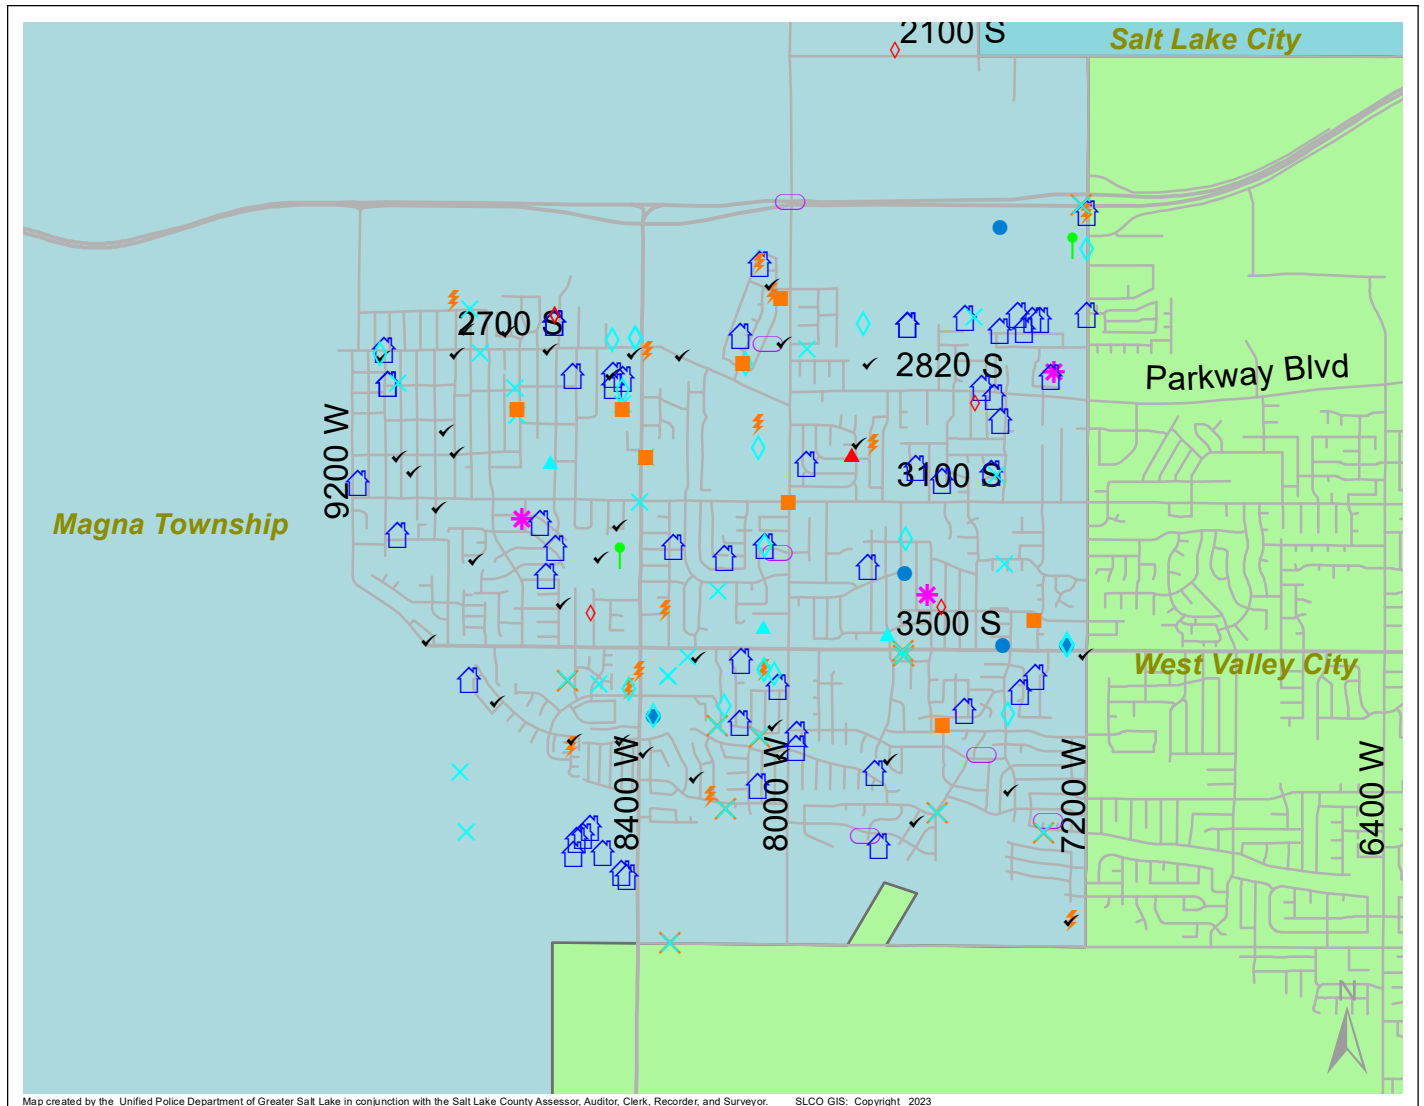 2100 S
Salt Lake City
2700 S
2820 S
Parkway Blvd
9200 W
3100 S
Magna Township
3500 S
West Valley City
8400 W
8000 W
7200 W
6400 W
N
Map created by the Unified Police Department of Greater Salt Lake in conjunction with the Salt Lake County Assessor, Auditor, Clerk, Recorder, and Surveyor. SLCO GIS: Copyright 2023